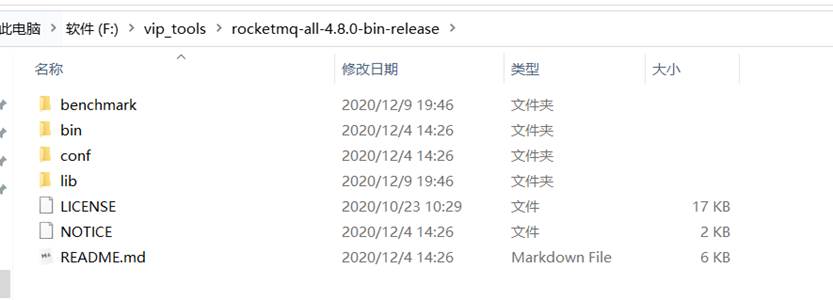 此电脑 > 软件 (F:) > vip_tools > rocketmq-all-4.8.0-bin-release >
名称 修改日期 类型 大小
benchmark 2020/12/9 19:46 文件夹
bin 2020/12/4 14:26 文件夹
conf 2020/12/4 14:26 文件夹
lib 2020/12/9 19:46 文件夹
LICENSE 2020/10/23 10:29 文件 17 KB
NOTICE 2020/12/4 14:26 文件 2 KB
README.md 2020/12/4 14:26 Markdown File 6 KB